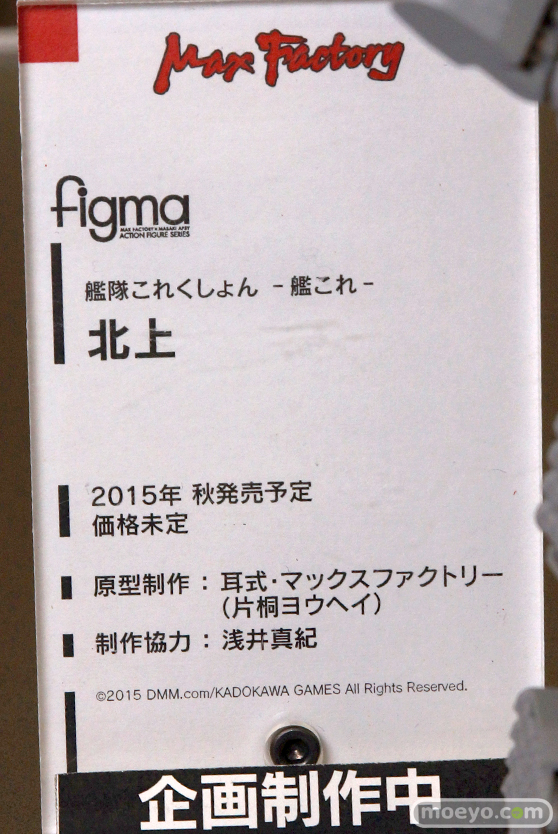 Max Factory
figma
MAX FACTORY × MASAKI APSY
ACTION FIGURE SERIES
艦隊これくしょん -艦これ-
北上
2015年 秋発売予定
価格未定
原型制作：耳式・マックスファクトリー
（片桐ヨウヘイ）
制作協力：浅井真紀
©2015 DMM.com/KADOKAWA GAMES All Rights Reserved.
企画制作中
moeyo.com